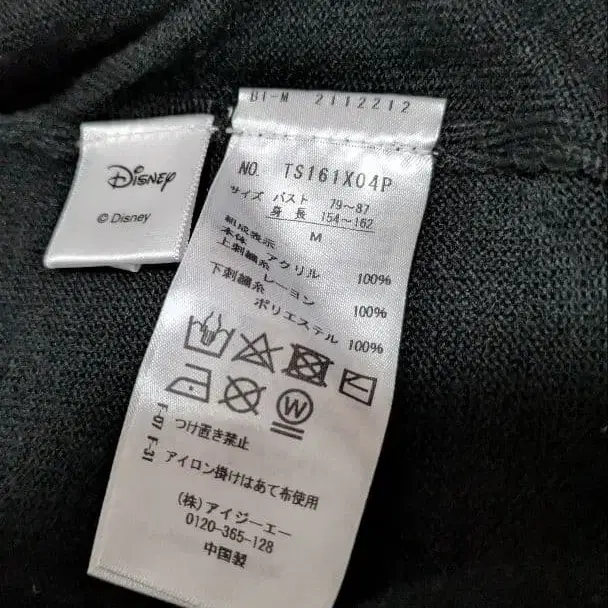 Disney
© Disney
BI-M 2112212
NO. TS161X04P
サイズ バスト 79～87
身長 154～162
M
組成表示
本体 アクリル 100%
上刺繍糸 レーヨン 100%
下刺繍糸 ポリエステル 100%
W
つけ置き禁止
アイロン掛けはあて布使用
(株)アイジーエー
0120-365-128
中国製